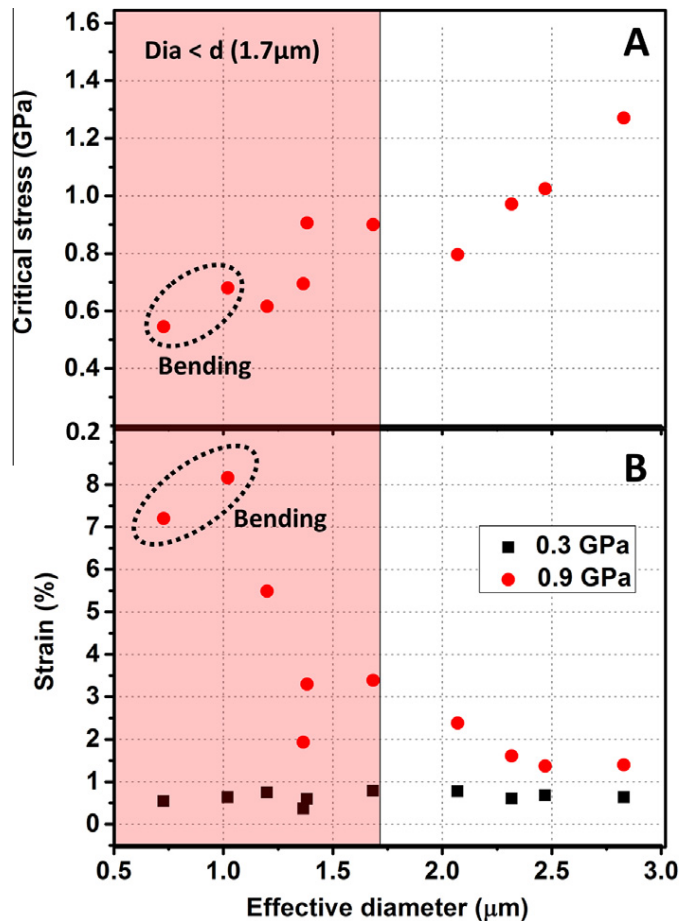 1.6
Dia < d (1.7μm)
A
1.4
1.2
1.0
0.8
0.6
0.4
Critical stress (GPa)
Bending
0.2
B
8
7
6
5
4
3
2
1
0
Strain (%)
Bending
0.3 GPa
0.9 GPa
0.5 1.0 1.5 2.0 2.5 3.0
Effective diameter (μm)